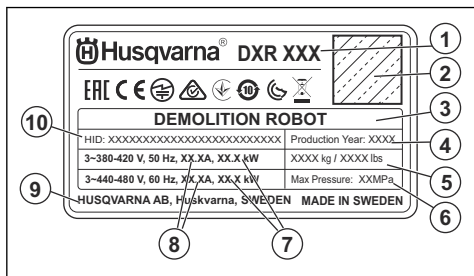 Husqvarna® DXR XXX
EAC CE 10
DEMOLITION ROBOT
HID: XXXXXXXXXXXXXXXXXXXXXXXXXX Production Year: XXXX
3~380-420 V, 50 Hz, XX.XA, XX.X kW XXXX kg / XXXX lbs
3~440-480 V, 60 Hz, XX.XA, XX.X kW Max Pressure: XXMPa
HUSQVARNA AB, Huskvarna, SWEDEN MADE IN SWEDEN
1
2
3
4
5
6
7
8
9
10